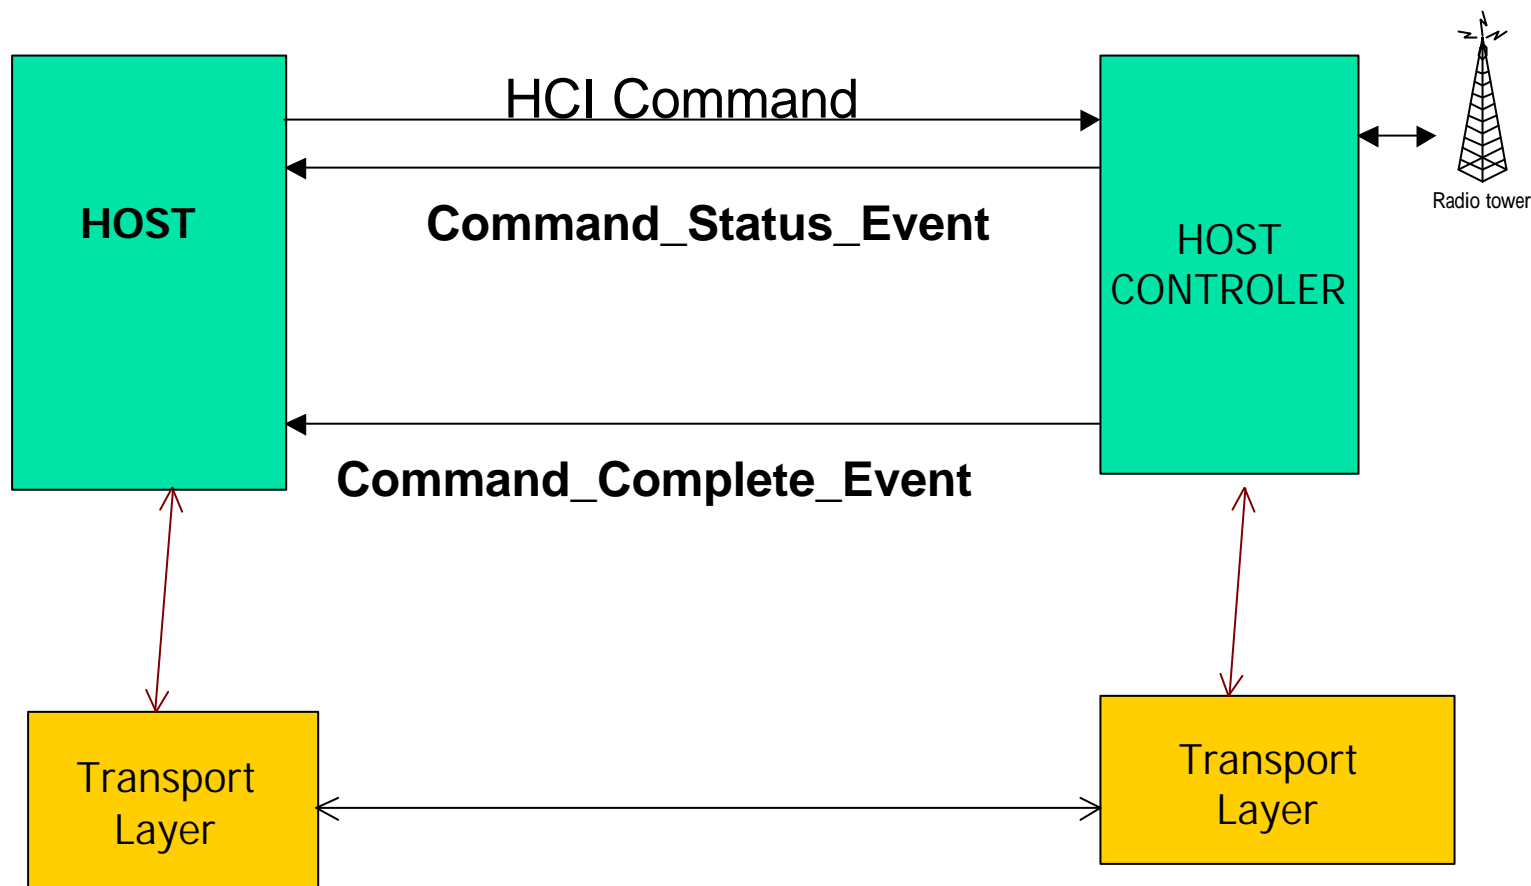 HCI Command
HOST
Command_Status_Event
HOST
CONTROLER
Radio tower
Command_Complete_Event
Transport
Layer
Transport
Layer